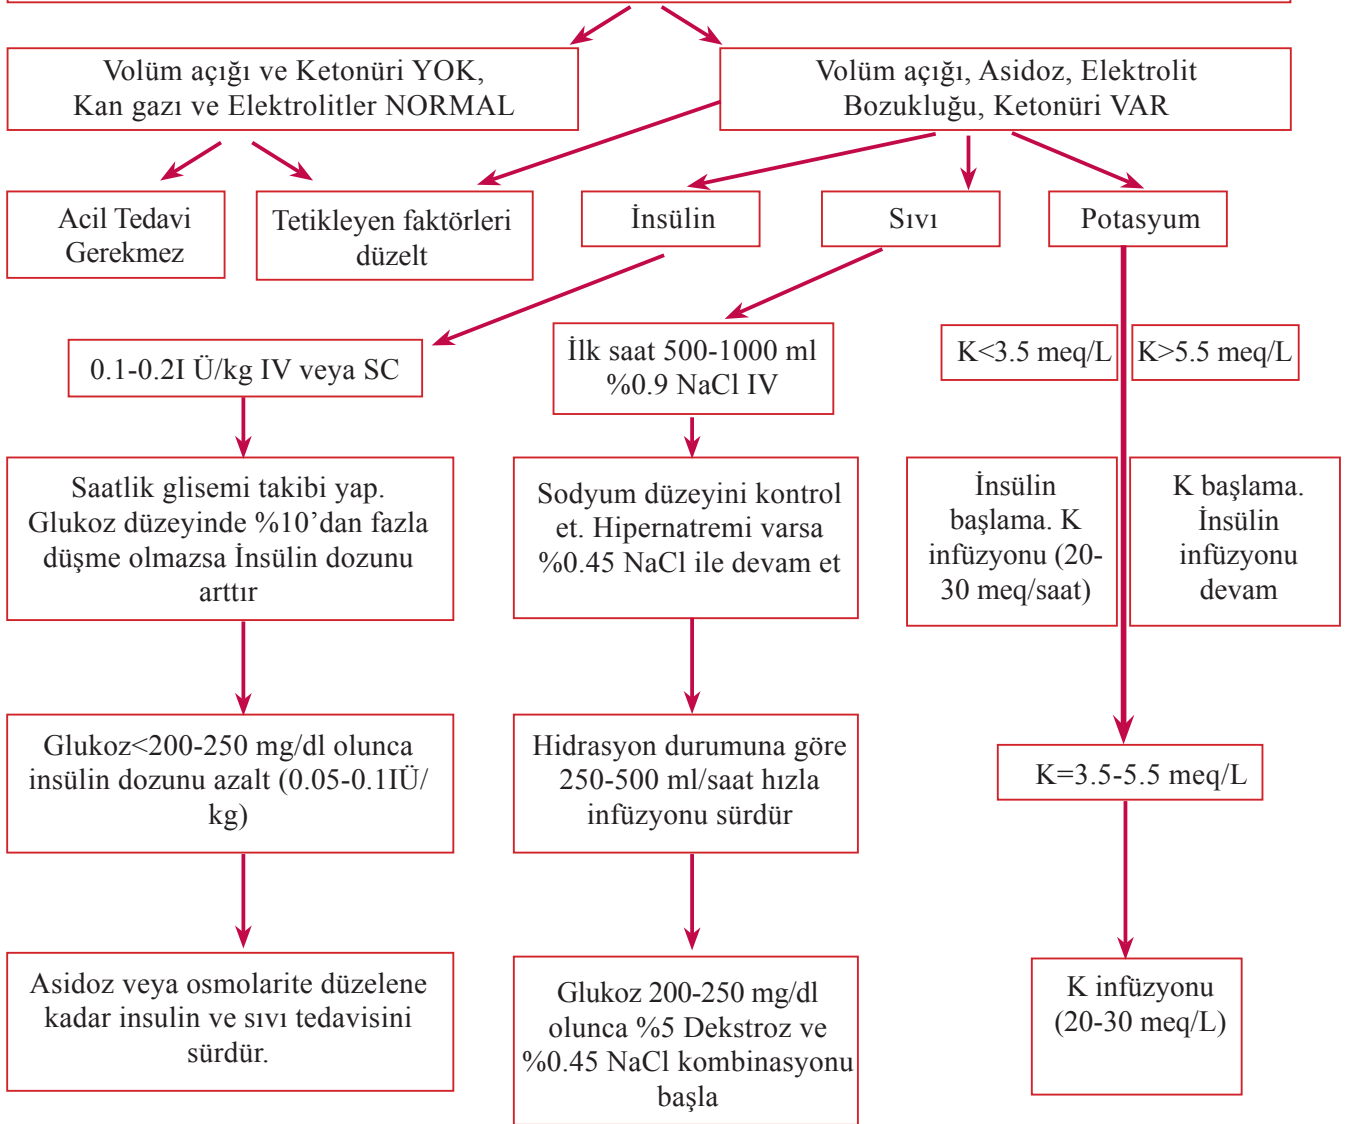 Volüm açığı ve Ketonüri YOK,
Kan gazı ve Elektrolitler NORMAL
Volüm açığı, Asidoz, Elektrolit
Bozukluğu, Ketonüri VAR
Acil Tedavi
Gerekmez
Tetikleyen faktörleri
düzelt
İnsülin
Sıvı
Potasyum
0.1-0.2I Ü/kg IV veya SC
İlk saat 500-1000 ml
%0.9 NaCl IV
K<3.5 meq/L
K>5.5 meq/L
Saatlik glisemi takibi yap.
Glukoz düzeyinde %10’dan fazla
düşme olmazsa İnsülin dozunu
arttır
Sodyum düzeyini kontrol
et. Hipernatremi varsa
%0.45 NaCl ile devam et
İnsülin
başlama. K
infüzyonu (20-
30 meq/saat)
K başlama.
İnsülin
infüzyonu
devam
Glukoz<200-250 mg/dl olunca
insülin dozunu azalt (0.05-0.1IÜ/
kg)
Hidrasyon durumuna göre
250-500 ml/saat hızla
infüzyonu sürdür
K=3.5-5.5 meq/L
Asidoz veya osmolarite düzelene
kadar insulin ve sıvı tedavisini
sürdür.
Glukoz 200-250 mg/dl
olunca %5 Dekstroz ve
%0.45 NaCl kombinasyonu
başla
K infüzyonu
(20-30 meq/L)